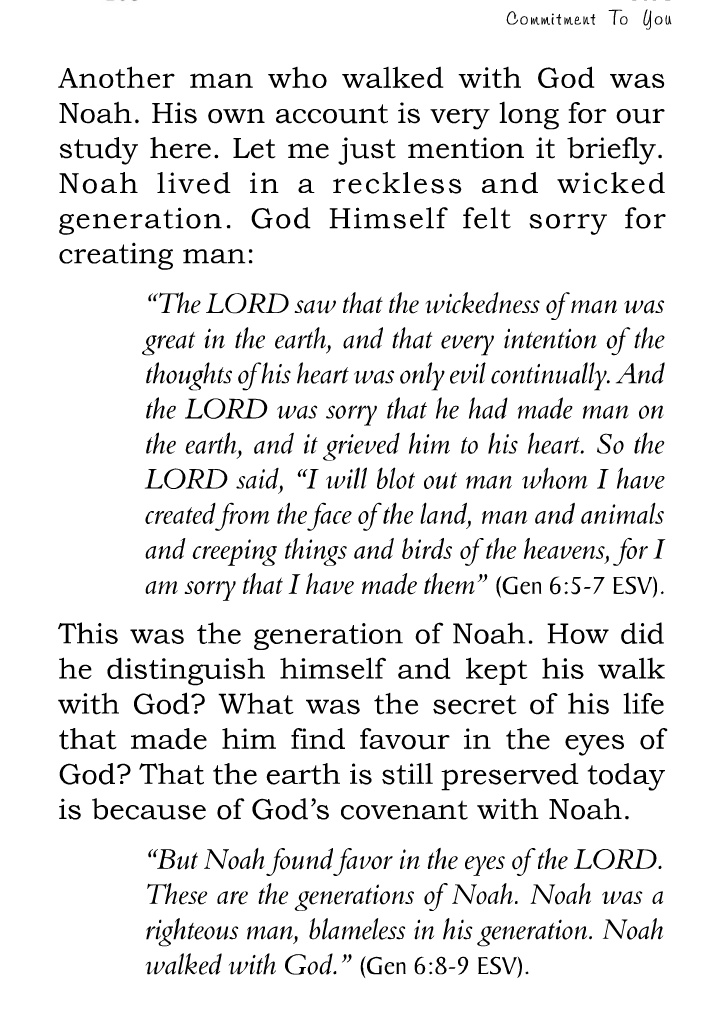 Commitment To You
Another man who walked with God was
Noah. His own account is very long for our
study here. Let me just mention it briefly.
Noah lived in a reckless and wicked
generation. God Himself felt sorry for
creating man:
“The LORD saw that the wickedness of man was
great in the earth, and that every intention of the
thoughts of his heart was only evil continually. And
the LORD was sorry that he had made man on
the earth, and it grieved him to his heart. So the
LORD said, “I will blot out man whom I have
created from the face of the land, man and animals
and creeping things and birds of the heavens, for I
am sorry that I have made them” (Gen 6:5-7 ESV).
This was the generation of Noah. How did
he distinguish himself and kept his walk
with God? What was the secret of his life
that made him find favour in the eyes of
God? That the earth is still preserved today
is because of God’s covenant with Noah.
“But Noah found favor in the eyes of the LORD.
These are the generations of Noah. Noah was a
righteous man, blameless in his generation. Noah
walked with God.” (Gen 6:8-9 ESV).